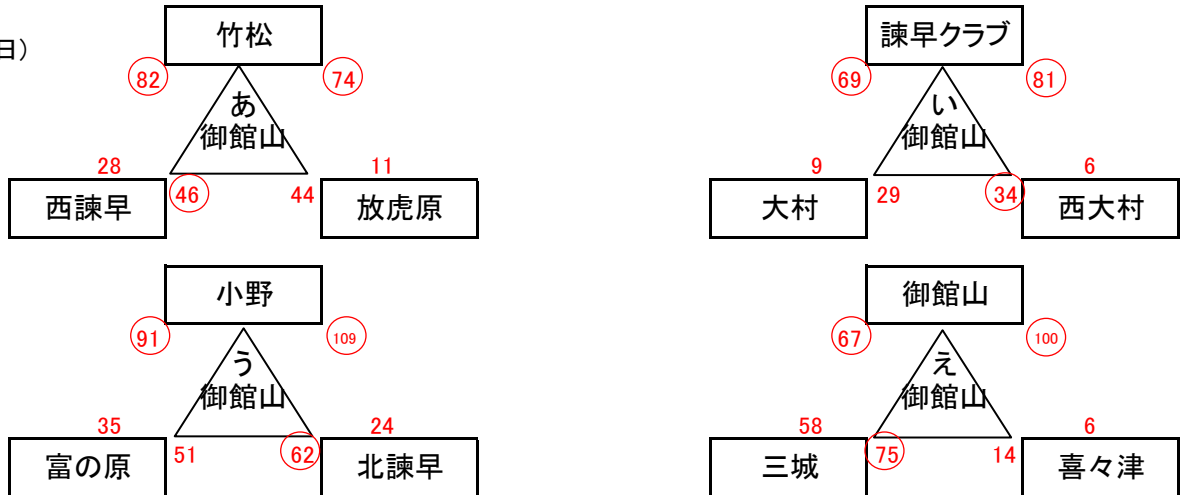 日）
竹松
82
74
あ
御館山
28
11
西諫早
46
44
放虎原
諫早クラブ
69
81
い
御館山
9
6
大村
29
34
西大村
小野
91
109
う
御館山
35
24
富の原
51
62
北諫早
御館山
67
100
え
御館山
58
6
三城
75
14
喜々津